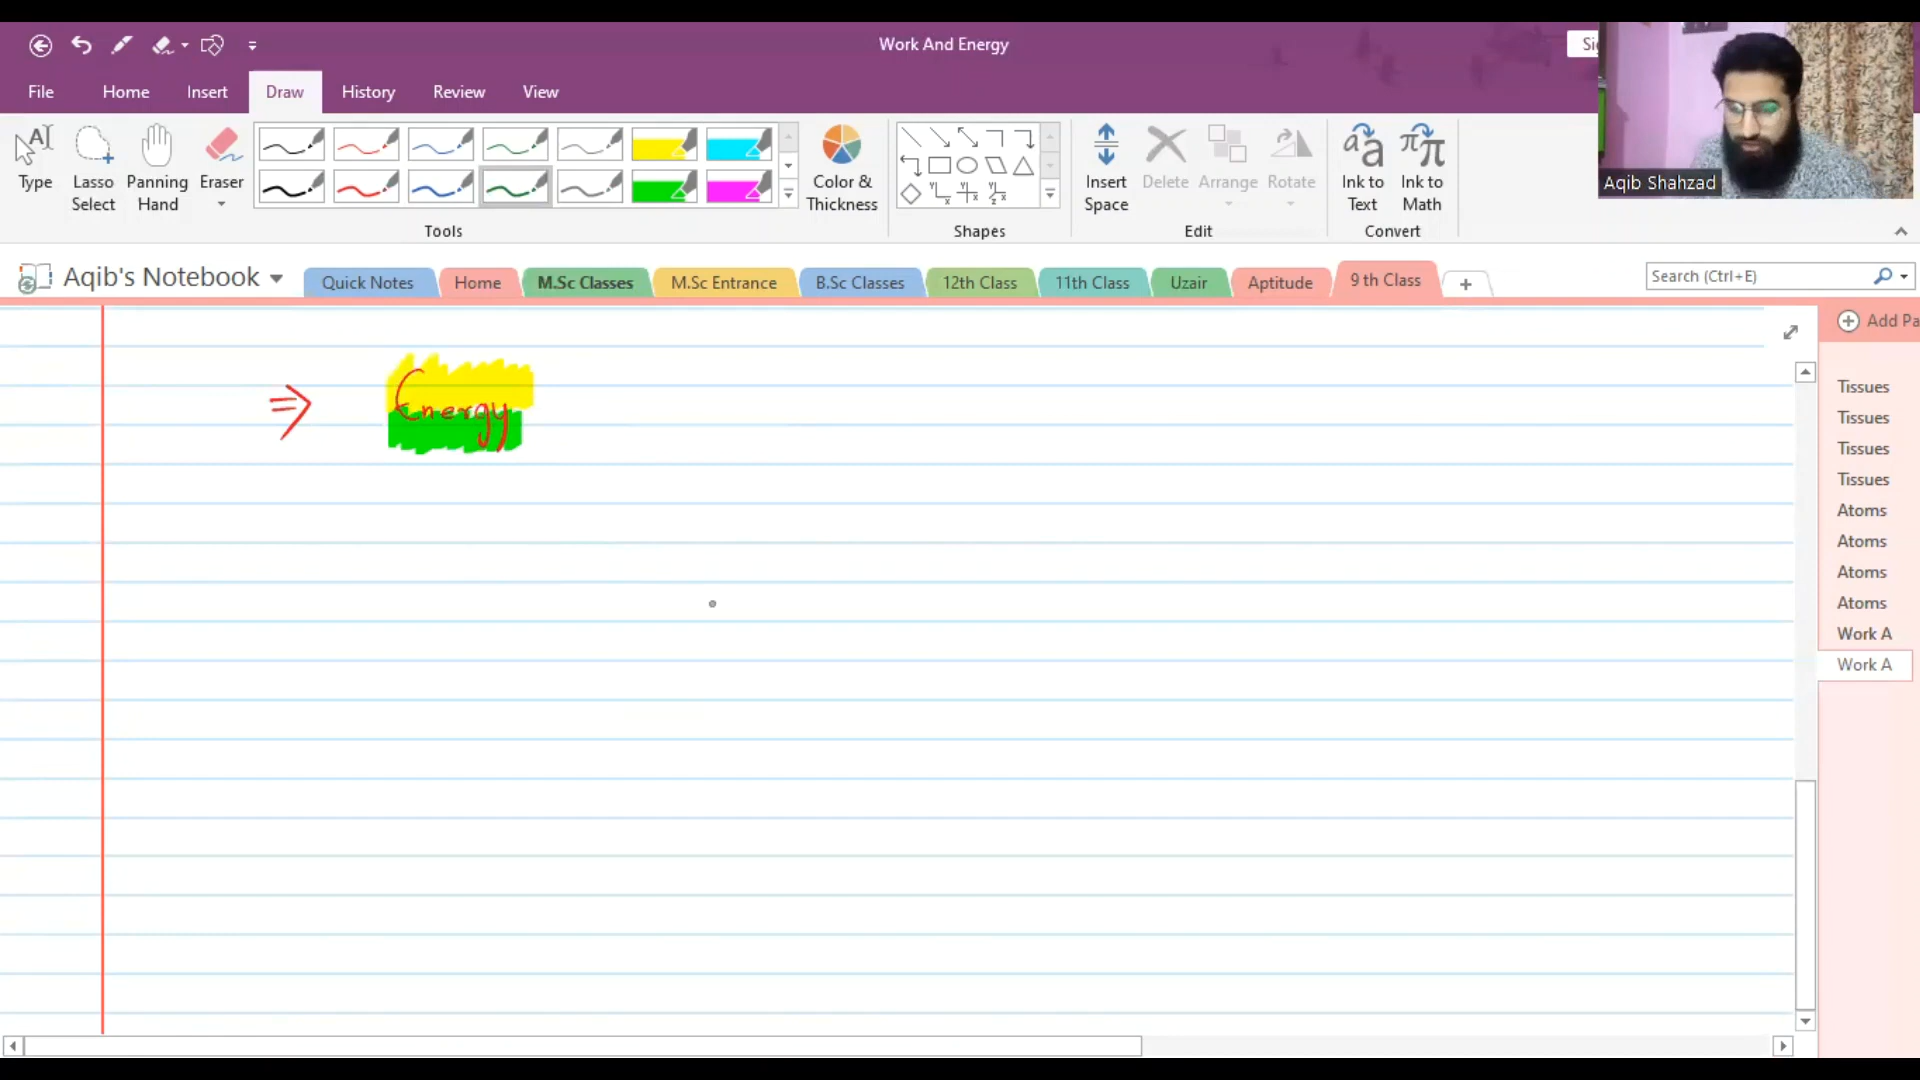 Work And Energy
Si
File Home Insert Draw History Review View
Type
Lasso Select
Panning Hand
Eraser
Color & Thickness
Insert Space
Delete
Arrange
Rotate
Ink to Text
Ink to Math
Tools
Shapes
Edit
Convert
Aqib Shahzad
Aqib's Notebook
Quick Notes Home M.Sc Classes M.Sc Entrance B.Sc Classes 12th Class 11th Class Uzair Aptitude 9 th Class
Search (Ctrl+E)
⇒ Energy
Add Pa
Tissues
Tissues
Tissues
Tissues
Atoms
Atoms
Atoms
Atoms
Work A
Work A